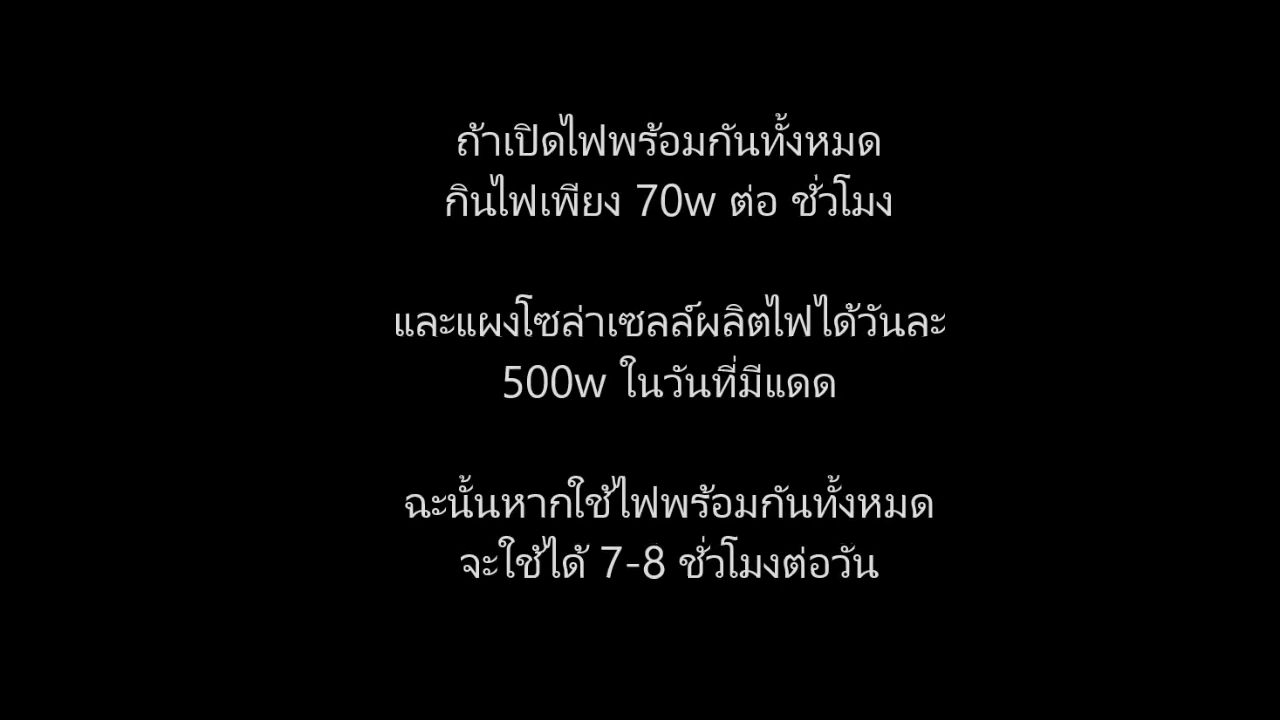 ถ้าเปิดไฟพร้อมกันทั้งหมด
กินไฟเพียง 70w ต่อ ชั่วโมง
และแผงโซล่าเซลล์ผลิตไฟได้วันละ
500w ในวันที่มีแดด
ฉะนั้นหากใช้ไฟพร้อมกันทั้งหมด
จะใช้ได้ 7-8 ชั่วโมงต่อวัน